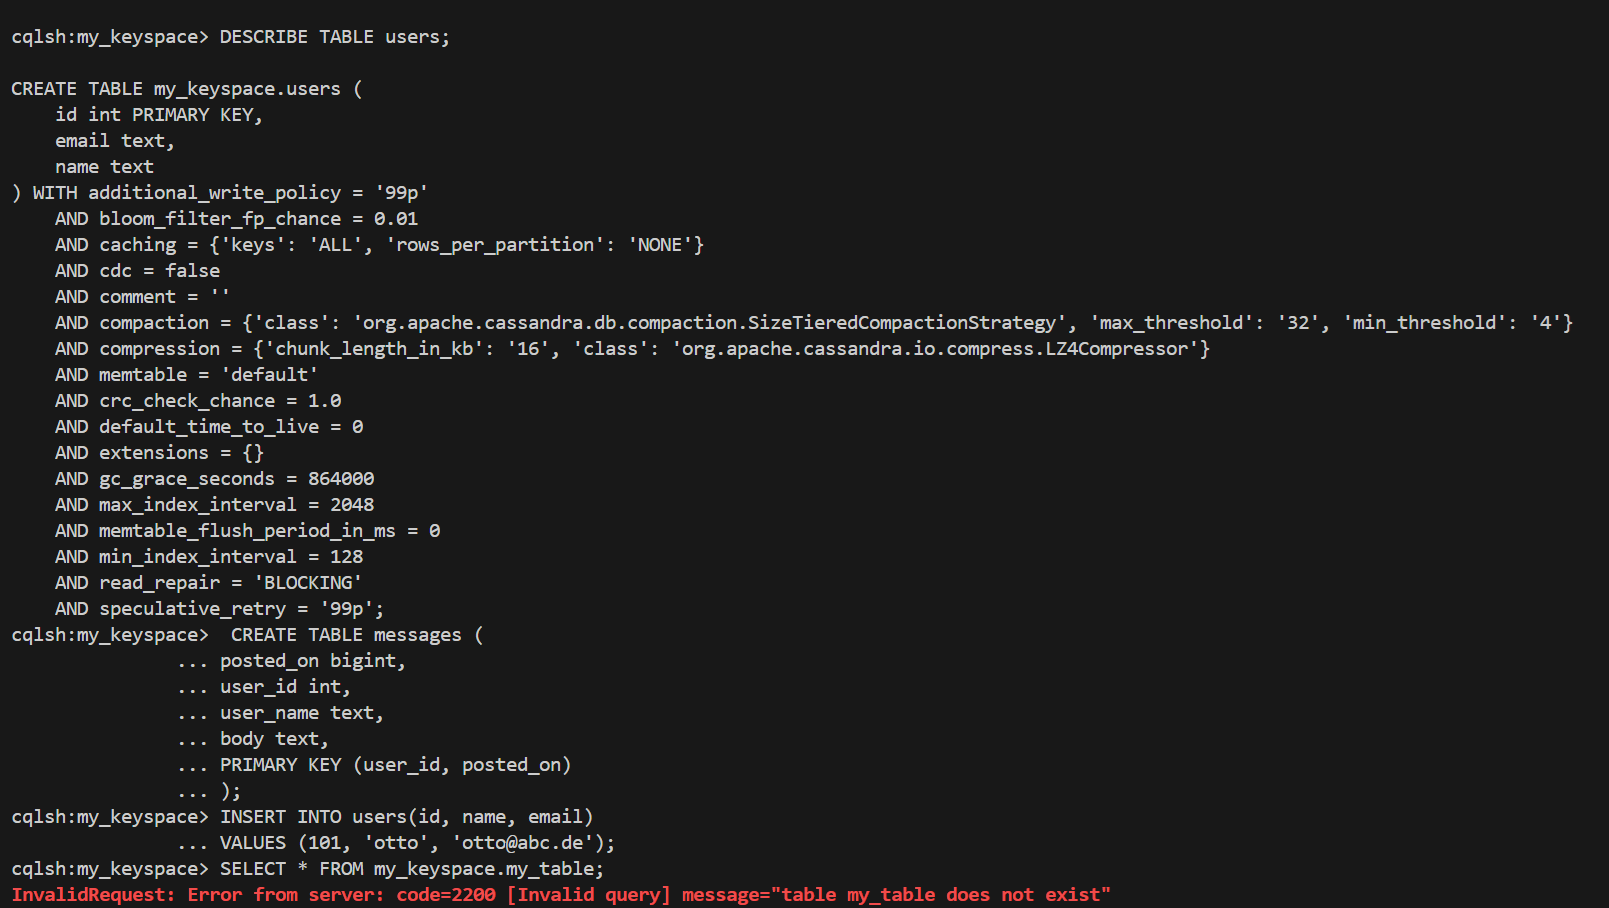 cqlsh:my_keyspace> DESCRIBE TABLE users;
CREATE TABLE my_keyspace.users (
    id int PRIMARY KEY,
    email text,
    name text
) WITH additional_write_policy = '99p'
    AND bloom_filter_fp_chance = 0.01
    AND caching = {'keys': 'ALL', 'rows_per_partition': 'NONE'}
    AND cdc = false
    AND comment = ''
    AND compaction = {'class': 'org.apache.cassandra.db.compaction.SizeTieredCompactionStrategy', 'max_threshold': '32', 'min_threshold': '4'}
    AND compression = {'chunk_length_in_kb': '16', 'class': 'org.apache.cassandra.io.compress.LZ4Compressor'}
    AND memtable = 'default'
    AND crc_check_chance = 1.0
    AND default_time_to_live = 0
    AND extensions = {}
    AND gc_grace_seconds = 864000
    AND max_index_interval = 2048
    AND memtable_flush_period_in_ms = 0
    AND min_index_interval = 128
    AND read_repair = 'BLOCKING'
    AND speculative_retry = '99p';
cqlsh:my_keyspace>  CREATE TABLE messages (
               ... posted_on bigint,
               ... user_id int,
               ... user_name text,
               ... body text,
               ... PRIMARY KEY (user_id, posted_on)
               ... );
cqlsh:my_keyspace> INSERT INTO users(id, name, email)
               ... VALUES (101, 'otto', 'otto@abc.de');
cqlsh:my_keyspace> SELECT * FROM my_keyspace.my_table;
InvalidRequest: Error from server: code=2200 [Invalid query] message="table my_table does not exist"